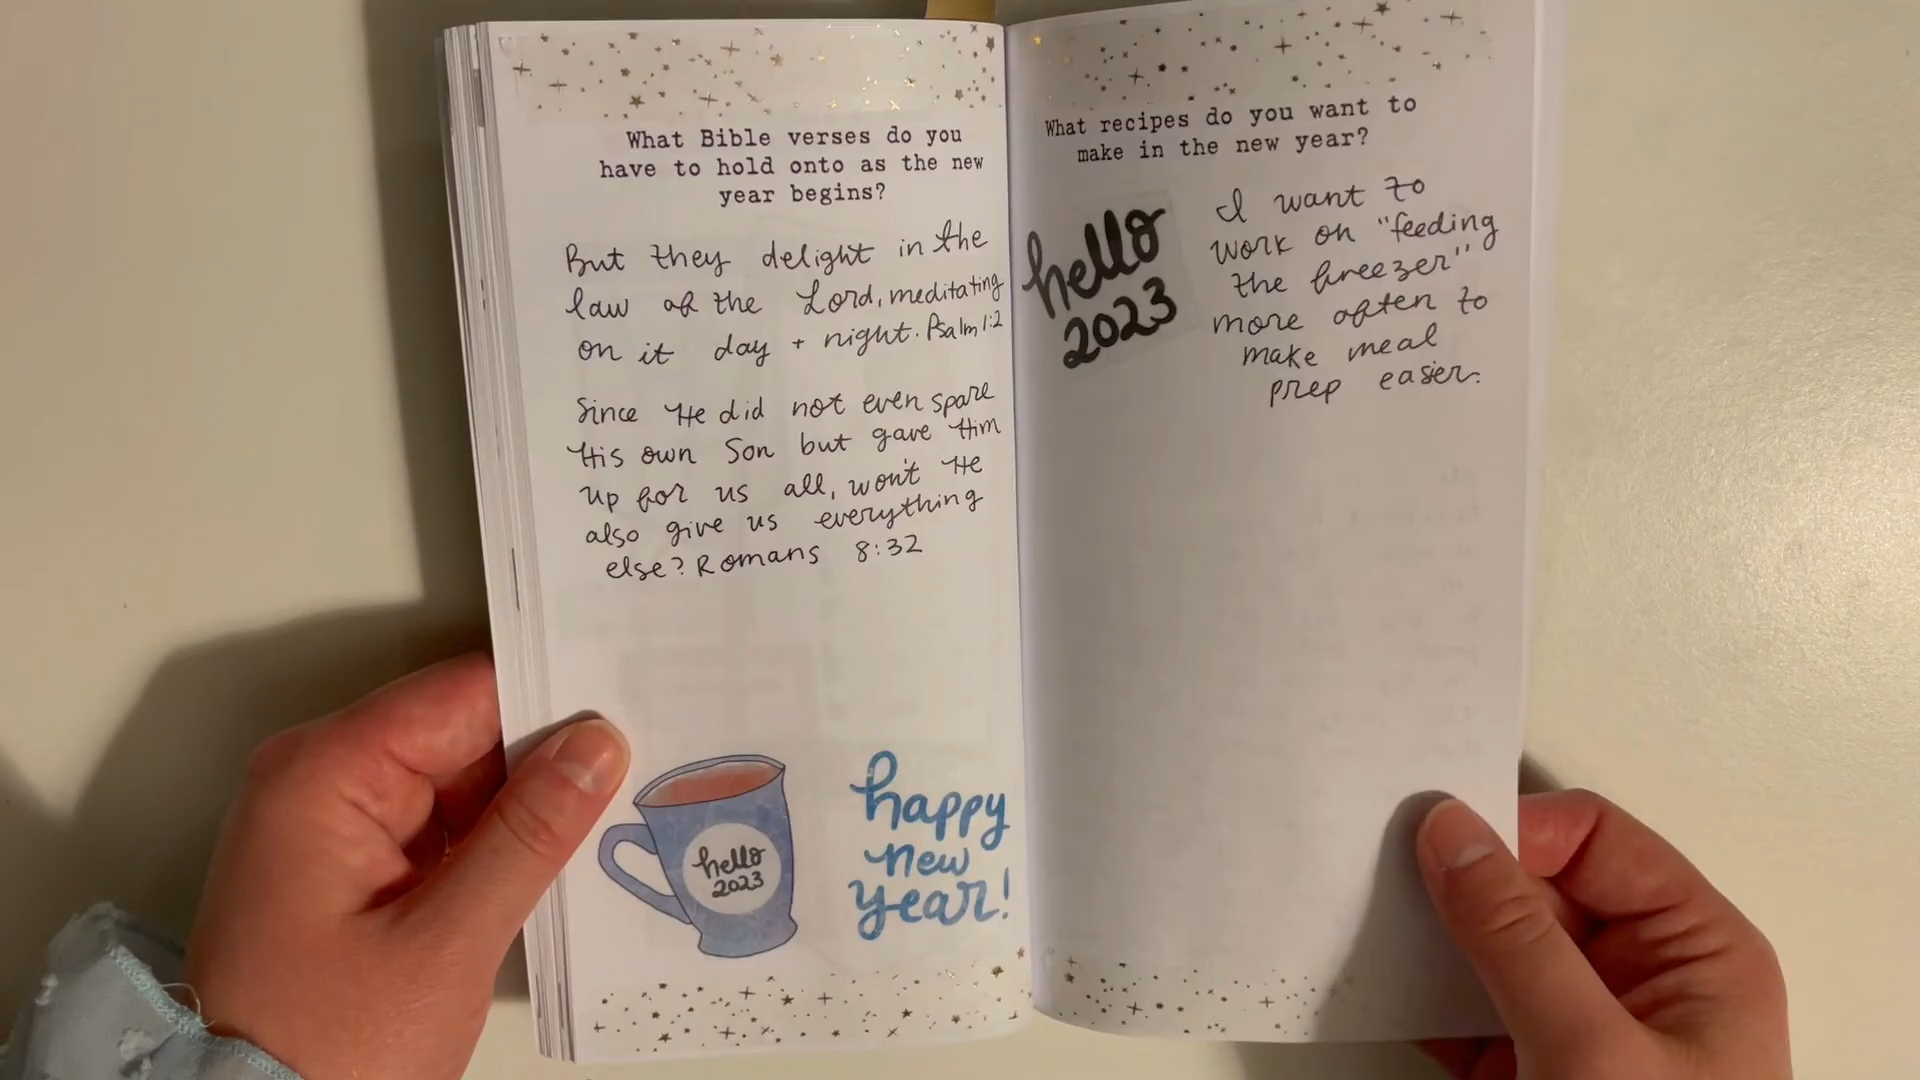 What Bible verses do you
have to hold onto as the new
year begins?
But they delight in the
law of the Lord, meditating
on it day + night. Psalm 1:2
Since He did not even spare
His own Son but gave Him
up for us all, won't He
also give us everything
else? Romans 8:32
hello
2023
happy
new
year!
What recipes do you want to
make in the new year?
hello
2023
I want to
work on "feeding
the freezer"
more often to
make meal
prep easier.